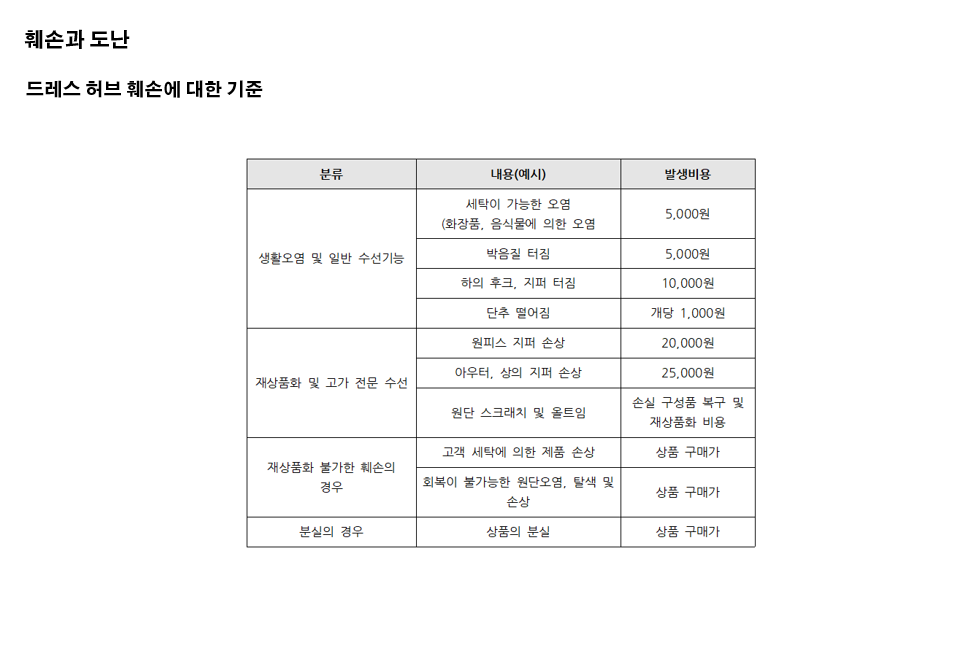 훼손과 도난
드레스 허브 훼손에 대한 기준
분류 내용(예시) 발생비용
생활오염 및 일반 수선기능
세탁이 가능한 오염
(화장품, 음식물에 의한 오염
5,000원
박음질 터짐 5,000원
하의 후크, 지퍼 터짐 10,000원
단추 떨어짐 개당 1,000원
재상품화 및 고가 전문 수선
원피스 지퍼 손상 20,000원
아우터, 상의 지퍼 손상 25,000원
원단 스크래치 및 올트임
손실 구성품 복구 및
재상품화 비용
재상품화 불가한 훼손의
경우
고객 세탁에 의한 제품 손상 상품 구매가
회복이 불가능한 원단오염, 탈색 및
손상
상품 구매가
분실의 경우 상품의 분실 상품 구매가